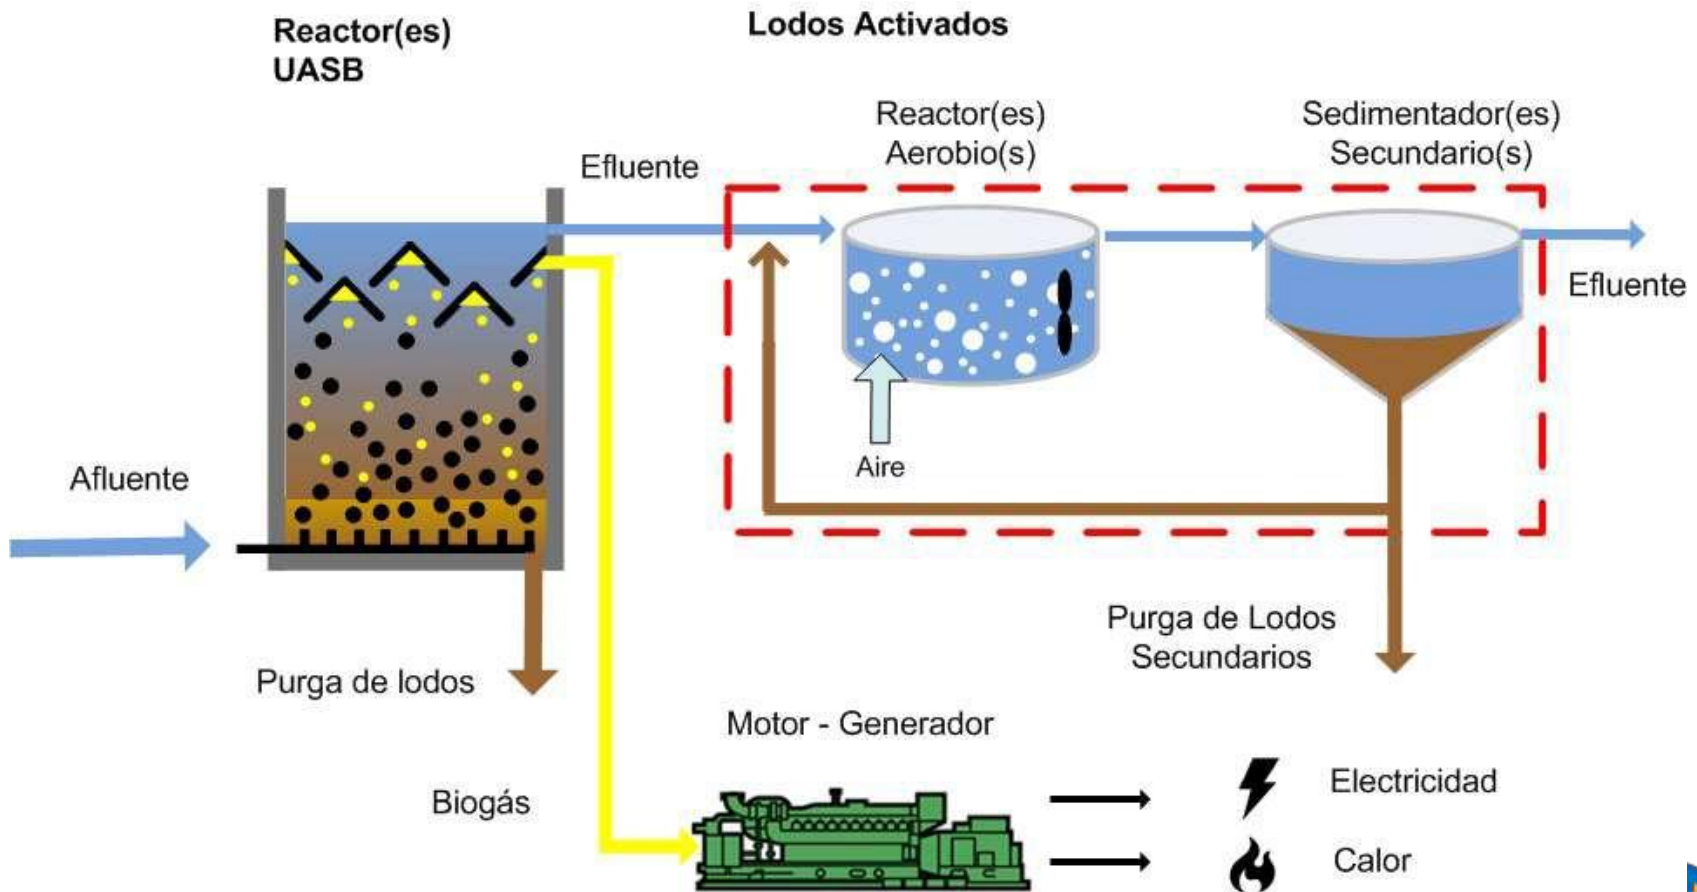 Reactor(es)
UASB
Lodos Activados
Reactor(es)
Aerobio(s)
Sedimentador(es)
Secundario(s)
Efluente
Efluente
Afluente
Aire
Purga de lodos
Purga de Lodos
Secundarios
Motor - Generador
Biogás
Electricidad
Calor